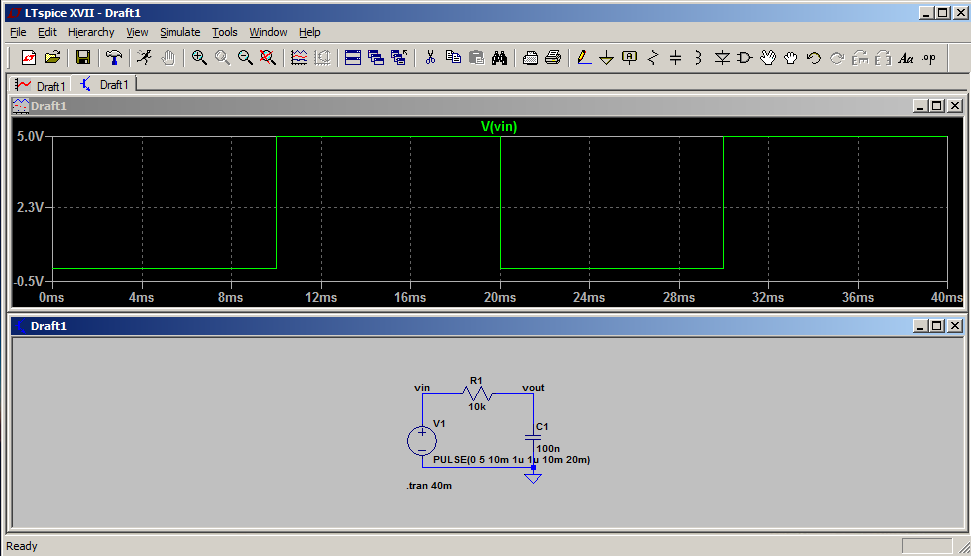 LTspice XVII - Draft1
File Edit Hierarchy View Simulate Tools Window Help
Aa .op
Draft1 Draft1
Draft1
V(vin)
5.0V
2.3V
-0.5V
0ms 4ms 8ms 12ms 16ms 20ms 24ms 28ms 32ms 36ms 40ms
Draft1
R1
vin vout
10k
V1 C1
100n
PULSE(0 5 10m 1u 1u 10m 20m)
.tran 40m
Ready